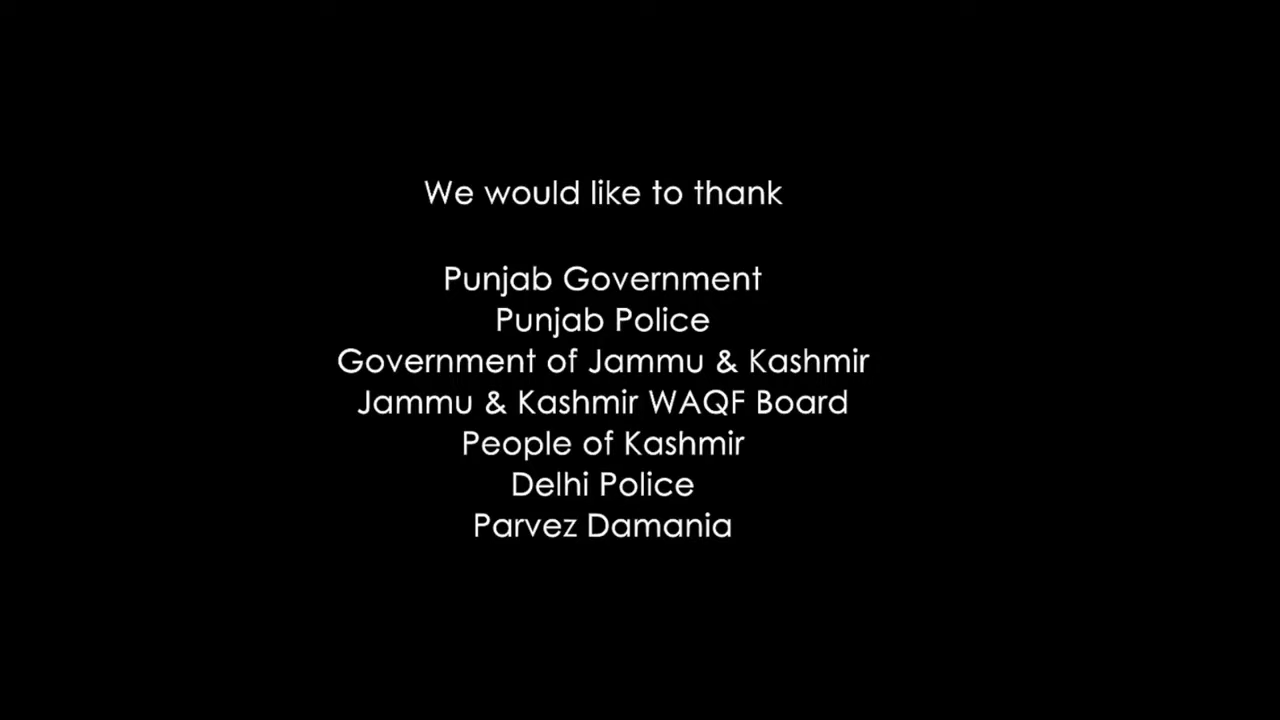 We would like to thank
Punjab Government
Punjab Police
Government of Jammu & Kashmir
Jammu & Kashmir WAQF Board
People of Kashmir
Delhi Police
Parvez Damania